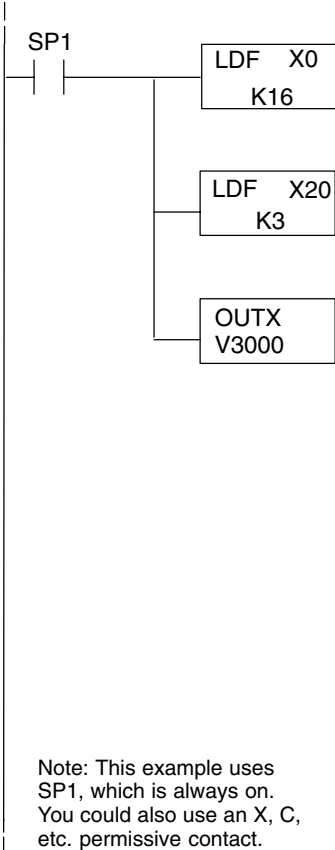 SP1
LDF X0
K16
LDF X20
K3
OUTX
V3000
Note: This example uses
SP1, which is always on.
You could also use an X, C,
etc. permissive contact.